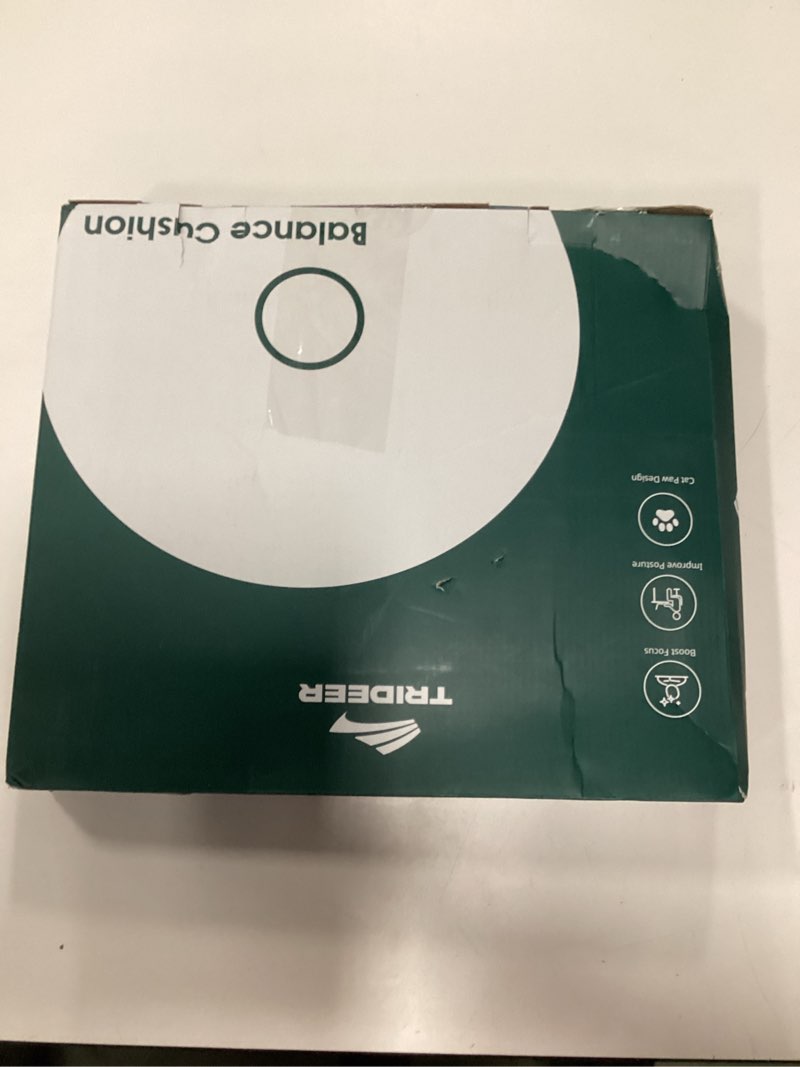 TRIDEER
Boost Focus
Improve Posture
Cat Paw Design
Balance Cushion